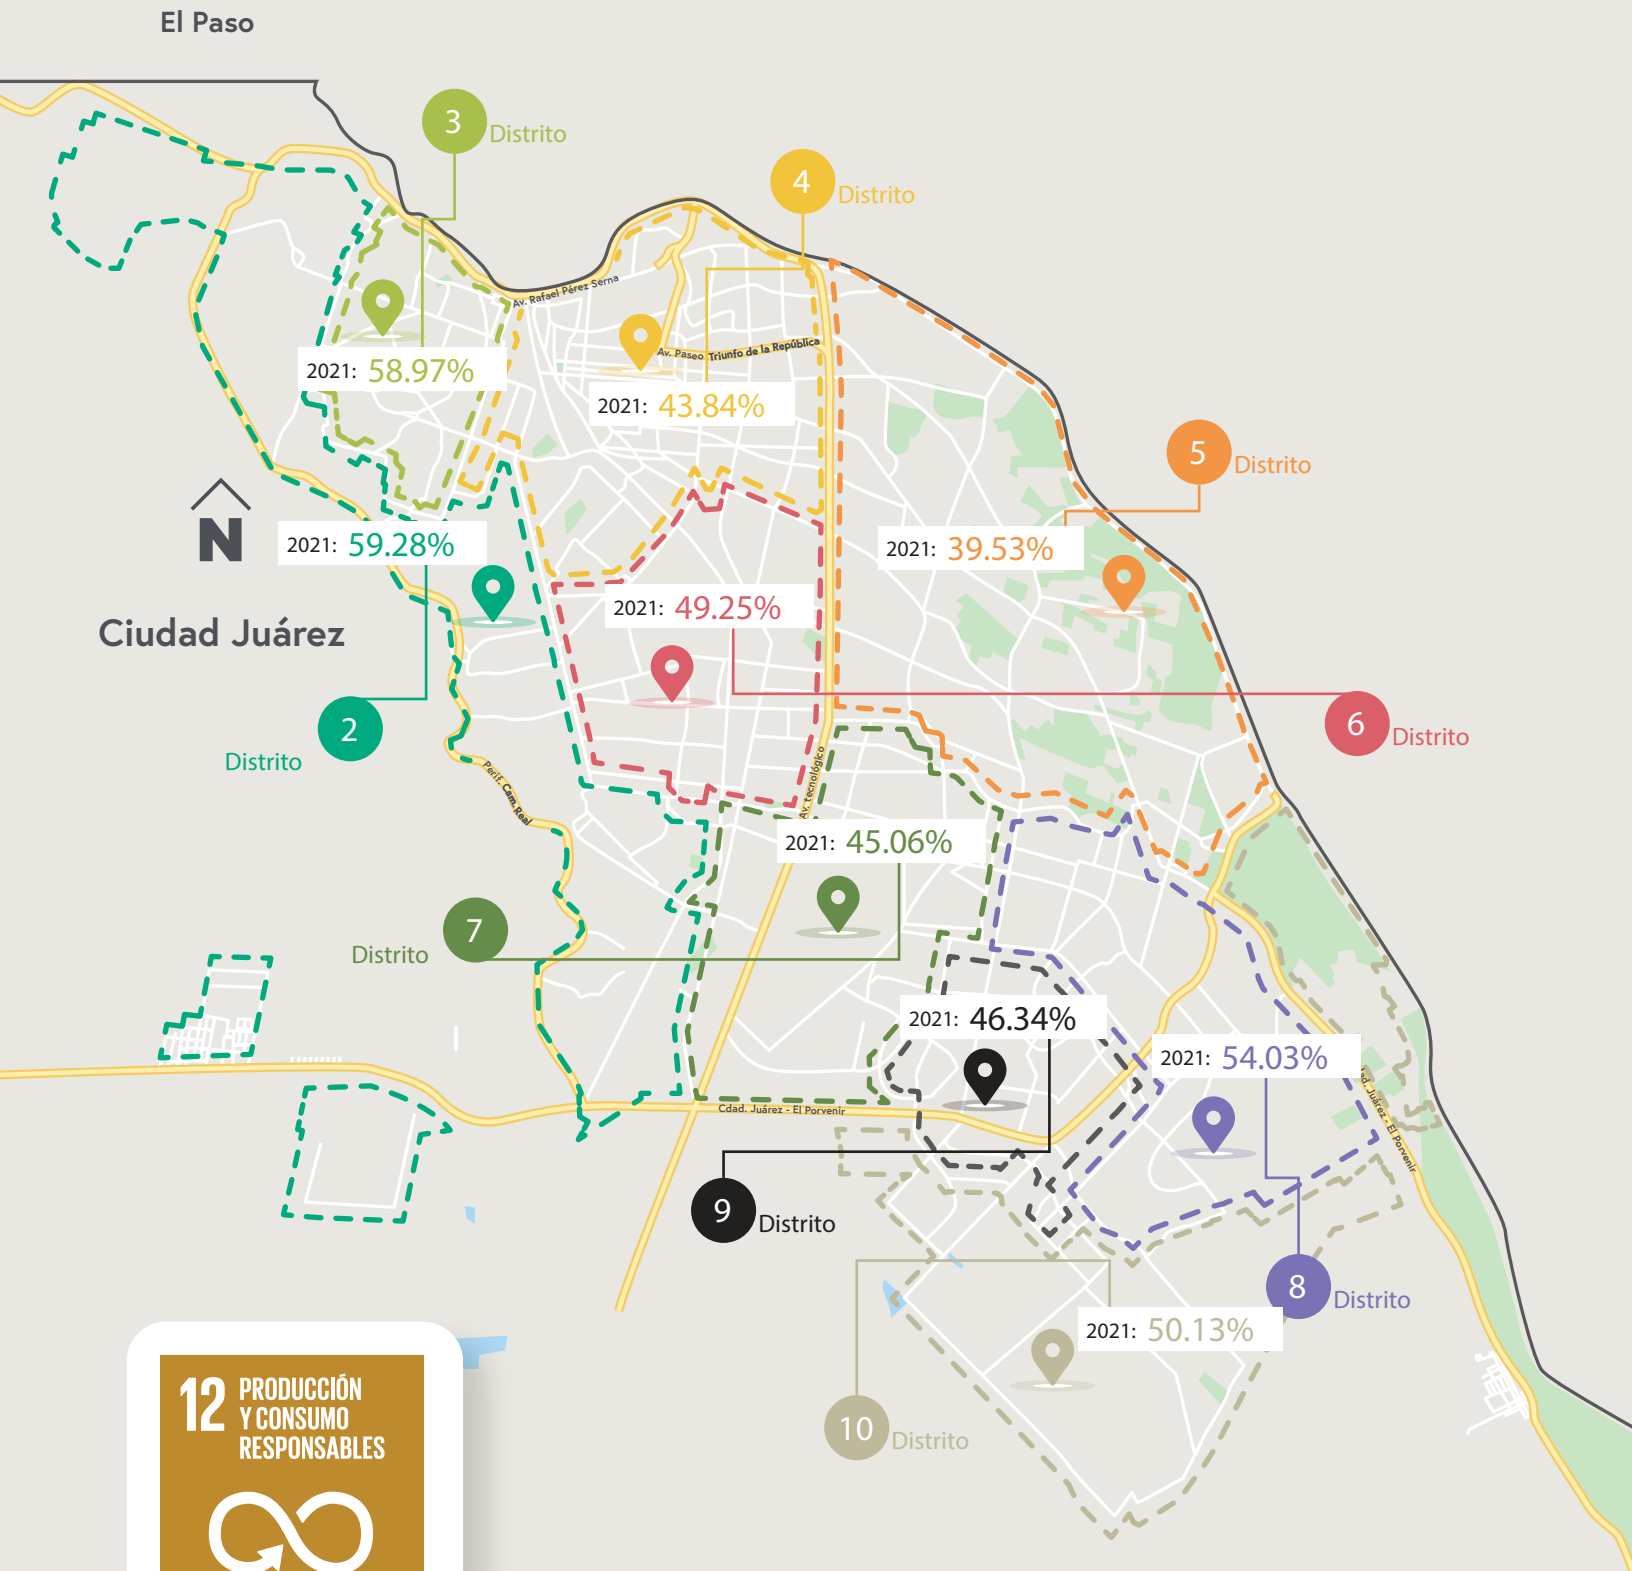 El Paso
3 Distrito
4 Distrito
Av. Rafael Pérez Serna
Av. Paseo Triunfo de la República
2021: 58.97%
2021: 43.84%
5 Distrito
N
2021: 59.28%
2021: 39.53%
2021: 49.25%
Ciudad Juárez
2
Distrito
6 Distrito
Perif. Cam. Real
Av. tecnológico
2021: 45.06%
7
Distrito
2021: 46.34%
2021: 54.03%
Cdad. Juárez - El Porvenir
Juárez - El Porvenir
9 Distrito
8 Distrito
2021: 50.13%
10 Distrito
12 PRODUCCIÓN
Y CONSUMO
RESPONSABLES